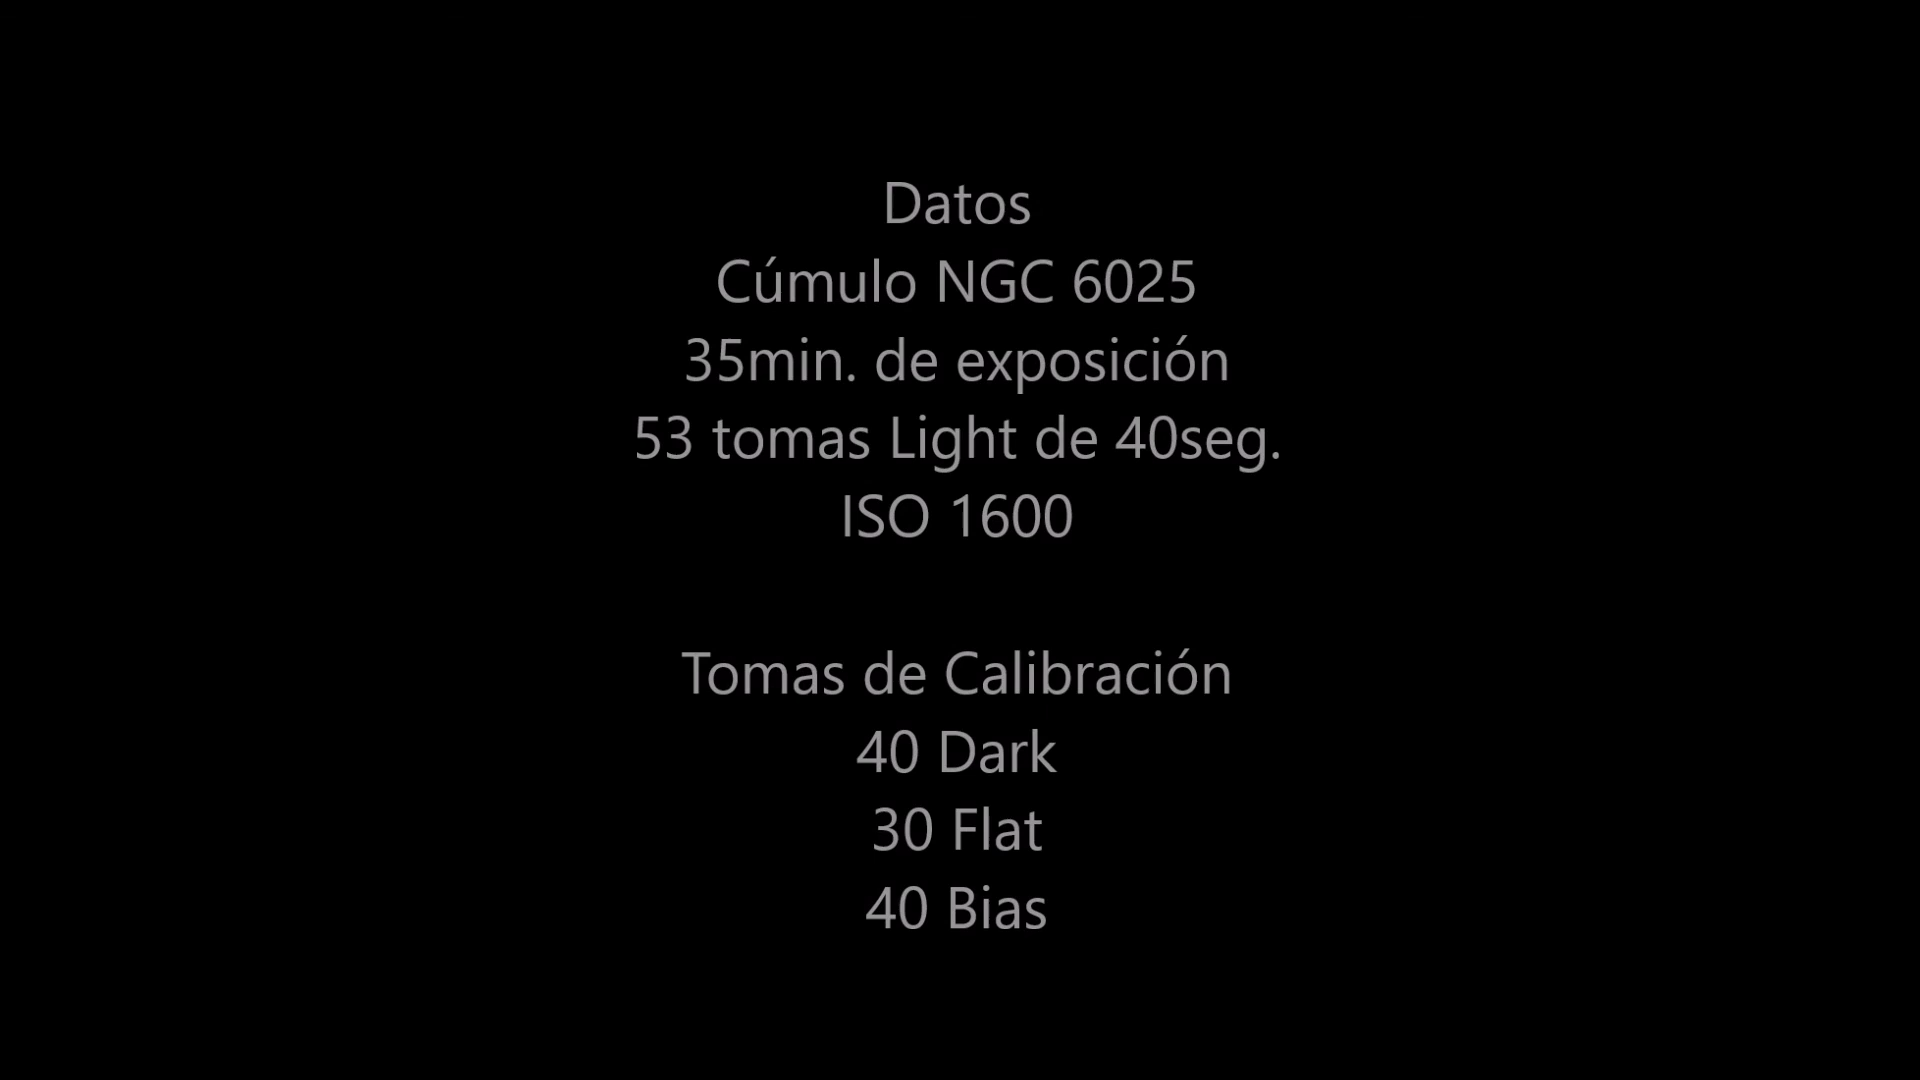 Datos
Cúmulo NGC 6025
35min. de exposición
53 tomas Light de 40seg.
ISO 1600
Tomas de Calibración
40 Dark
30 Flat
40 Bias